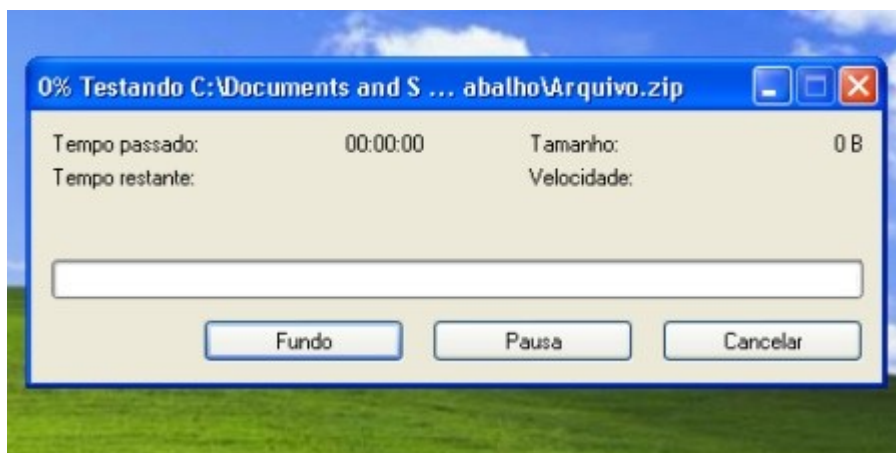 0% Testando C:\Documents and S ... abalho\Arquivo.zip
Tempo passado: 00:00:00 Tamanho: 0 B
Tempo restante: Velocidade:
Fundo Pausa Cancelar